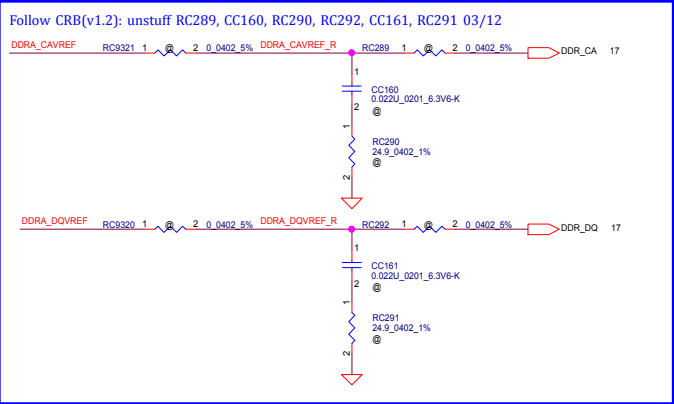 Follow CRB(v1.2): unstuff RC289, CC160, RC290, RC292, CC161, RC291 03/12
DDRA_CAVREF RC9321 1 @ 2 0_0402_5% DDRA_CAVREF_R RC289 1 @ 2 0_0402_5% DDR_CA 17
1
CC160
0.022U_0201_6.3V6-K
2
@
1
RC290
24.9_0402_1%
@
2
DDRA_DQVREF RC9320 1 @ 2 0_0402_5% DDRA_DQVREF_R RC292 1 @ 2 0_0402_5% DDR_DQ 17
1
CC161
0.022U_0201_6.3V6-K
2
@
1
RC291
24.9_0402_1%
@
2